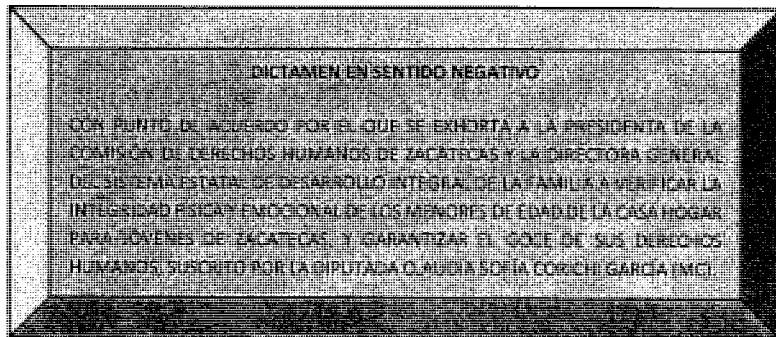 DICTAMEN EN SENTIDO NEGATIVO
CON PUNTO DE ACUERDO POR EL QUE SE EXHORTA A LA PRESIDENTA DE LA
COMISIÓN DE DERECHOS HUMANOS DE ZACATECAS Y LA DIRECTORA GENERAL
DEL SISTEMA ESTATAL DE DESARROLLO INTEGRAL DE LA FAMILIA A VERIFICAR LA
INTEGRIDAD FÍSICA Y EMOCIONAL DE LOS MENORES DE EDAD DE LA CASA HOGAR
PARA JÓVENES DE ZACATECAS Y GARANTIZAR EL GOCE DE SUS DERECHOS
HUMANOS, SUSCRITO POR LA DIPUTADA CLAUDIA SOFÍA CORICHI GARCÍA (MC).